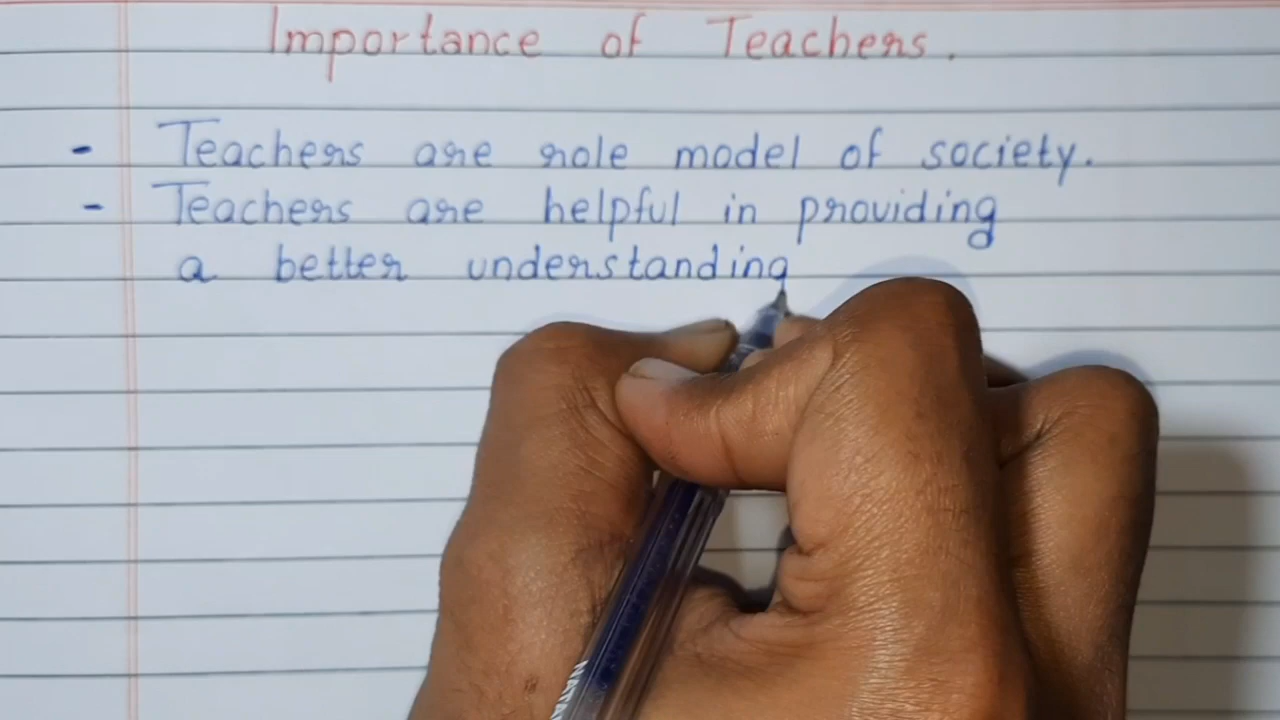 Importance of Teachers.
- Teachers are role model of society.
- Teachers are helpful in providing
a better understanding